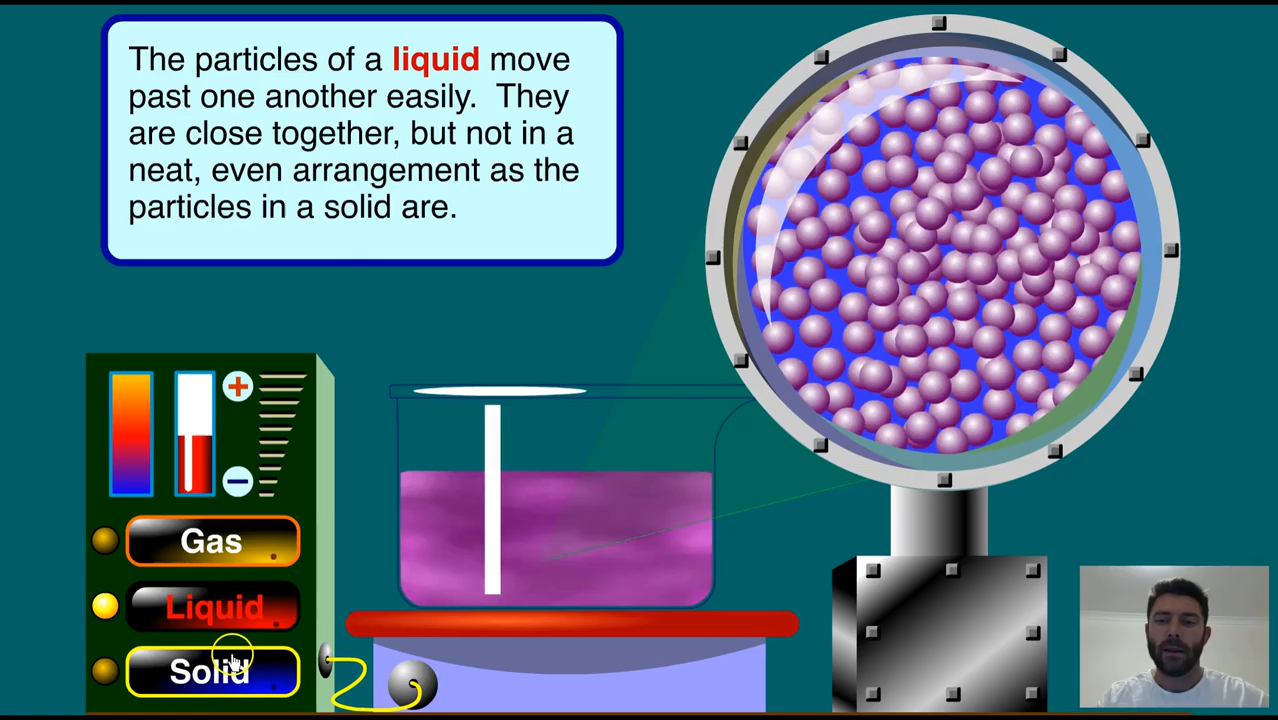 The particles of a liquid move
past one another easily. They
are close together, but not in a
neat, even arrangement as the
particles in a solid are.
+
−
Gas
Liquid
Solid